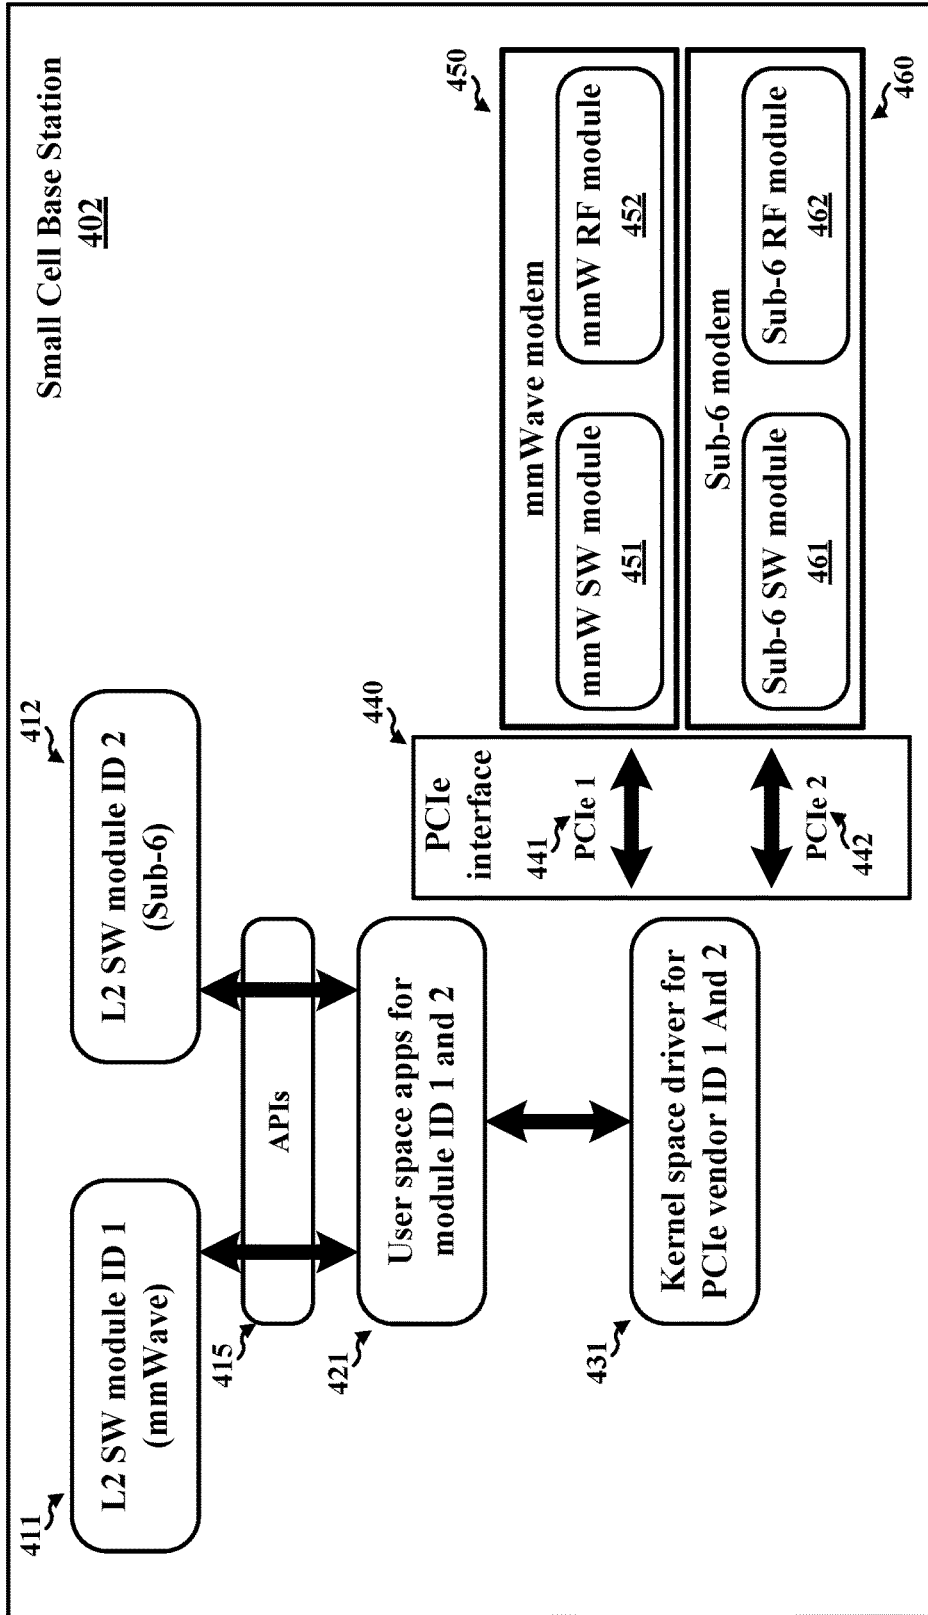 Small Cell Base Station
402
411
L2 SW module ID 1
(mmWave)
412
L2 SW module ID 2
(Sub-6)
415
APIs
421
User space apps for
module ID 1 and 2
431
Kernel space driver for
PCIe vendor ID 1 And 2
440
PCIe
interface
441
PCIe 1
PCIe 2
442
450
mmWave modem
mmW SW module
451
mmW RF module
452
Sub-6 modem
Sub-6 SW module
461
Sub-6 RF module
462
460